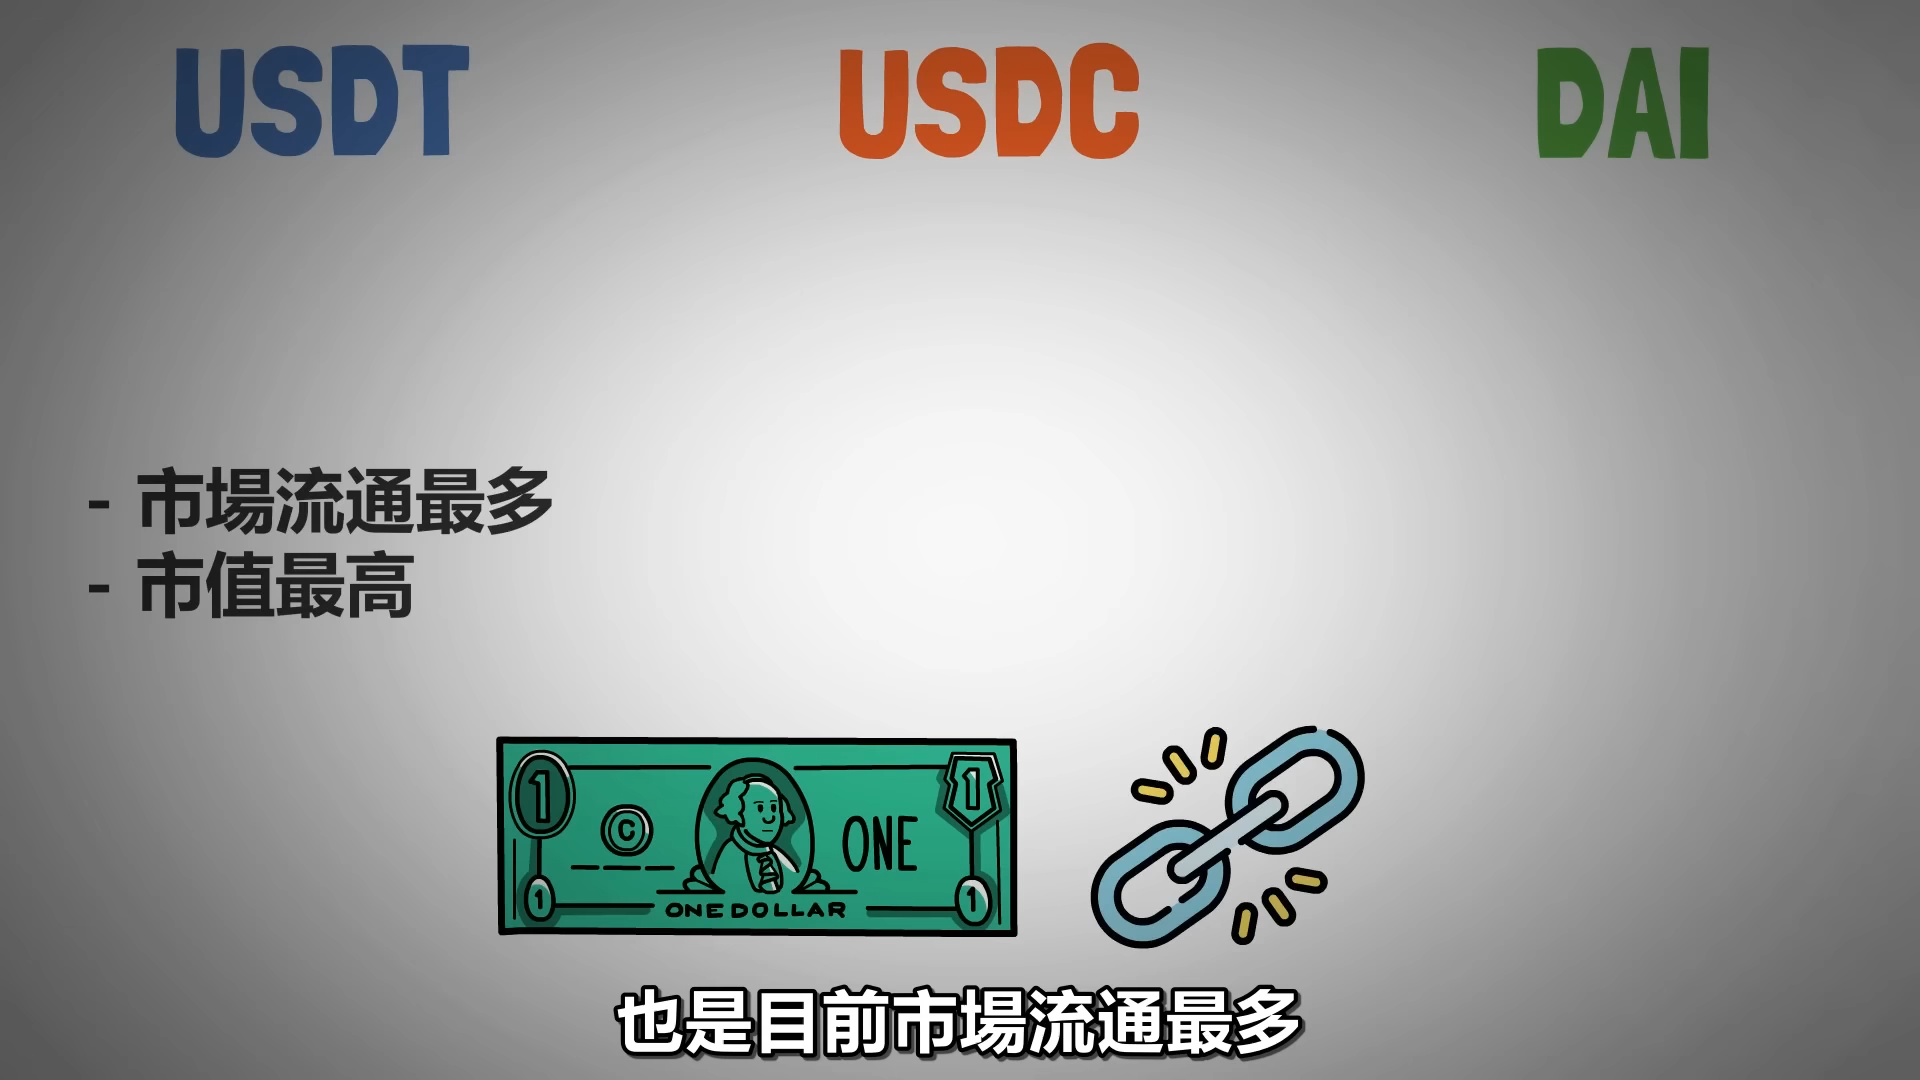 USDT
USDC
DAI
- 市場流通最多
- 市值最高
1
1
C
ONE
1
1
ONE DOLLAR
也是目前市場流通最多